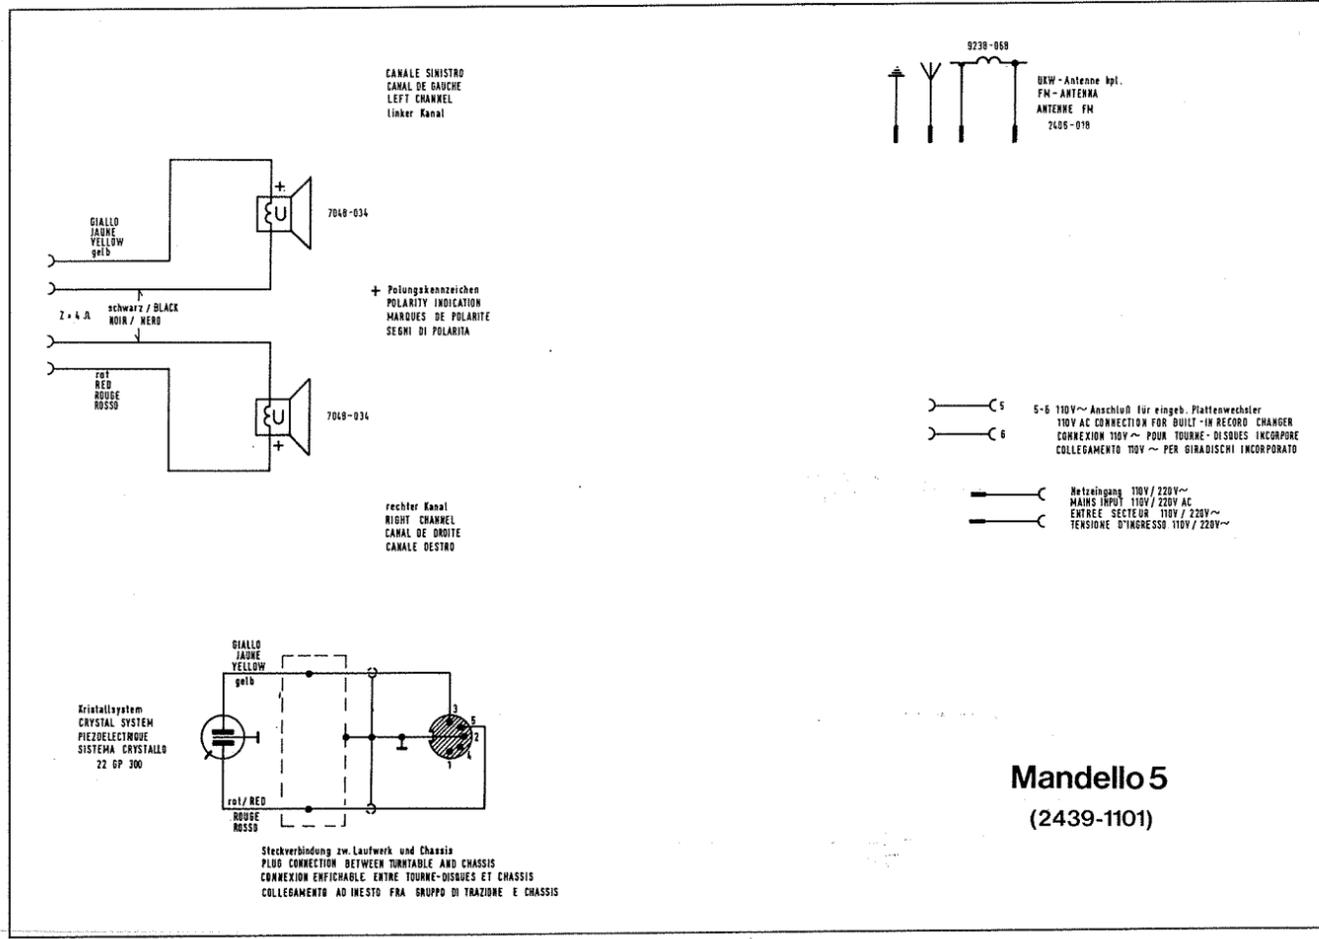 CANALE SINISTRO
CANAL DE GAUCHE
LEFT CHANNEL
linker Kanal
9238-068
UKW-Antenne kpl.
FM-ANTENNA
ANTENNE FM
2406-018
GIALLO
JAUNE
YELLOW
gelb
+
U
7048-034
2 × 4 Ω
schwarz / BLACK
NOIR / NERO
+ Polungskennzeichen
POLARITY INDICATION
MARQUES DE POLARITE
SEGNI DI POLARITA
rot
RED
ROUGE
ROSSO
U
+
7048-034
5
6
5-6 110V~ Anschluß für eingeb. Plattenwechsler
110V AC CONNECTION FOR BUILT-IN RECORD CHANGER
CONNEXION 110V~ POUR TOURNE-DISQUES INCORPORE
COLLEGAMENTO 110V~ PER GIRADISCHI INCORPORATO
Netzeingang 110V/220V~
MAINS INPUT 110V/220V AC
ENTREE SECTEUR 110V/220V~
TENSIONE D'INGRESSO 110V/220V~
rechter Kanal
RIGHT CHANNEL
CANAL DE DROITE
CANALE DESTRO
GIALLO
JAUNE
YELLOW
gelb
Kristallsystem
CRYSTAL SYSTEM
PIEZOELECTRIQUE
SISTEMA CRYSTALLO
22 GP 300
3
5
2
4
1
rot/RED
ROUGE
ROSSO
Steckverbindung zw. Laufwerk und Chassis
PLUG CONNECTION BETWEEN TURNTABLE AND CHASSIS
CONNEXION ENFICHABLE ENTRE TOURNE-DISQUES ET CHASSIS
COLLEGAMENTO AD INESTO FRA GRUPPO DI TRAZIONE E CHASSIS
Mandello 5
(2439-1101)